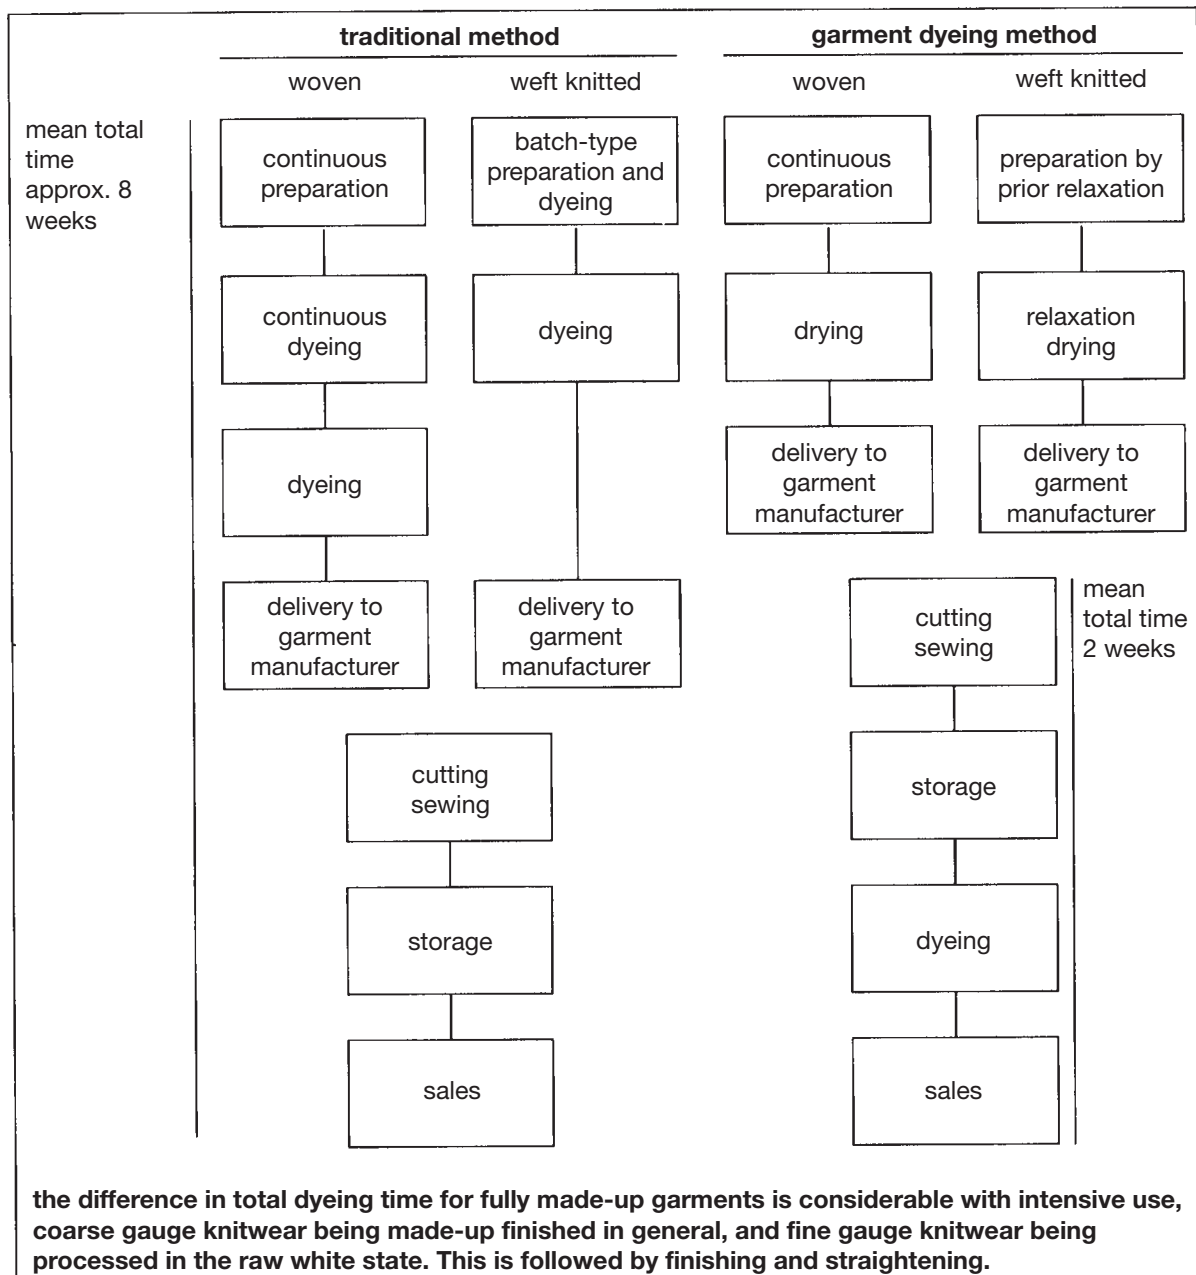 traditional method
garment dyeing method
woven
weft knitted
woven
weft knitted
mean total
time
approx. 8
weeks
continuous
preparation
batch-type
preparation and
dyeing
continuous
preparation
preparation by
prior relaxation
continuous
dyeing
dyeing
drying
relaxation
drying
dyeing
delivery to
garment
manufacturer
delivery to
garment
manufacturer
delivery to
garment
manufacturer
delivery to
garment
manufacturer
cutting
sewing
mean
total time
2 weeks
cutting
sewing
storage
storage
dyeing
sales
sales
the difference in total dyeing time for fully made-up garments is considerable with intensive use,
coarse gauge knitwear being made-up finished in general, and fine gauge knitwear being
processed in the raw white state. This is followed by finishing and straightening.